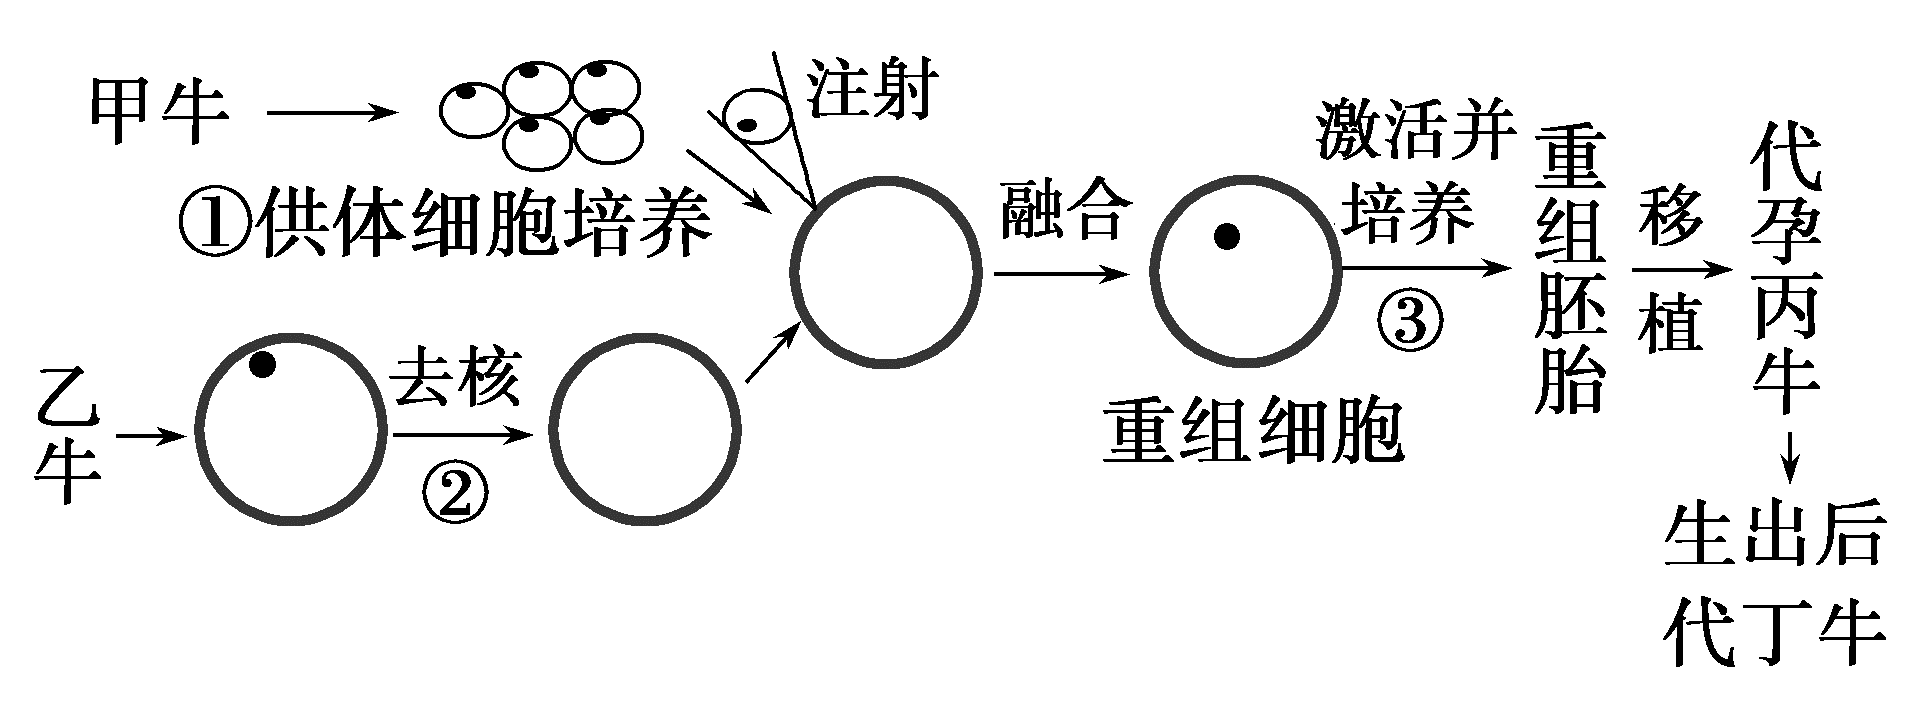 甲牛
注射
①供体细胞培养
融合
激活并
培养
③
重组胚胎
移
植
代孕丙牛
乙牛
去核
②
重组细胞
生出后
代丁牛